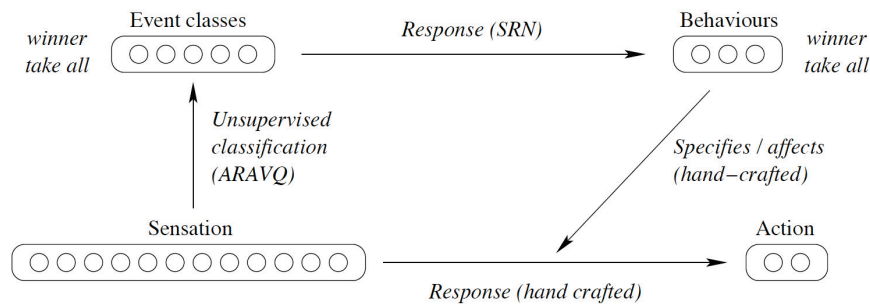 Event classes
winner
take all
Response (SRN)
Behaviours
winner
take all
Unsupervised
classification
(ARAVQ)
Specifies / affects
(hand−crafted)
Sensation
Action
Response (hand crafted)